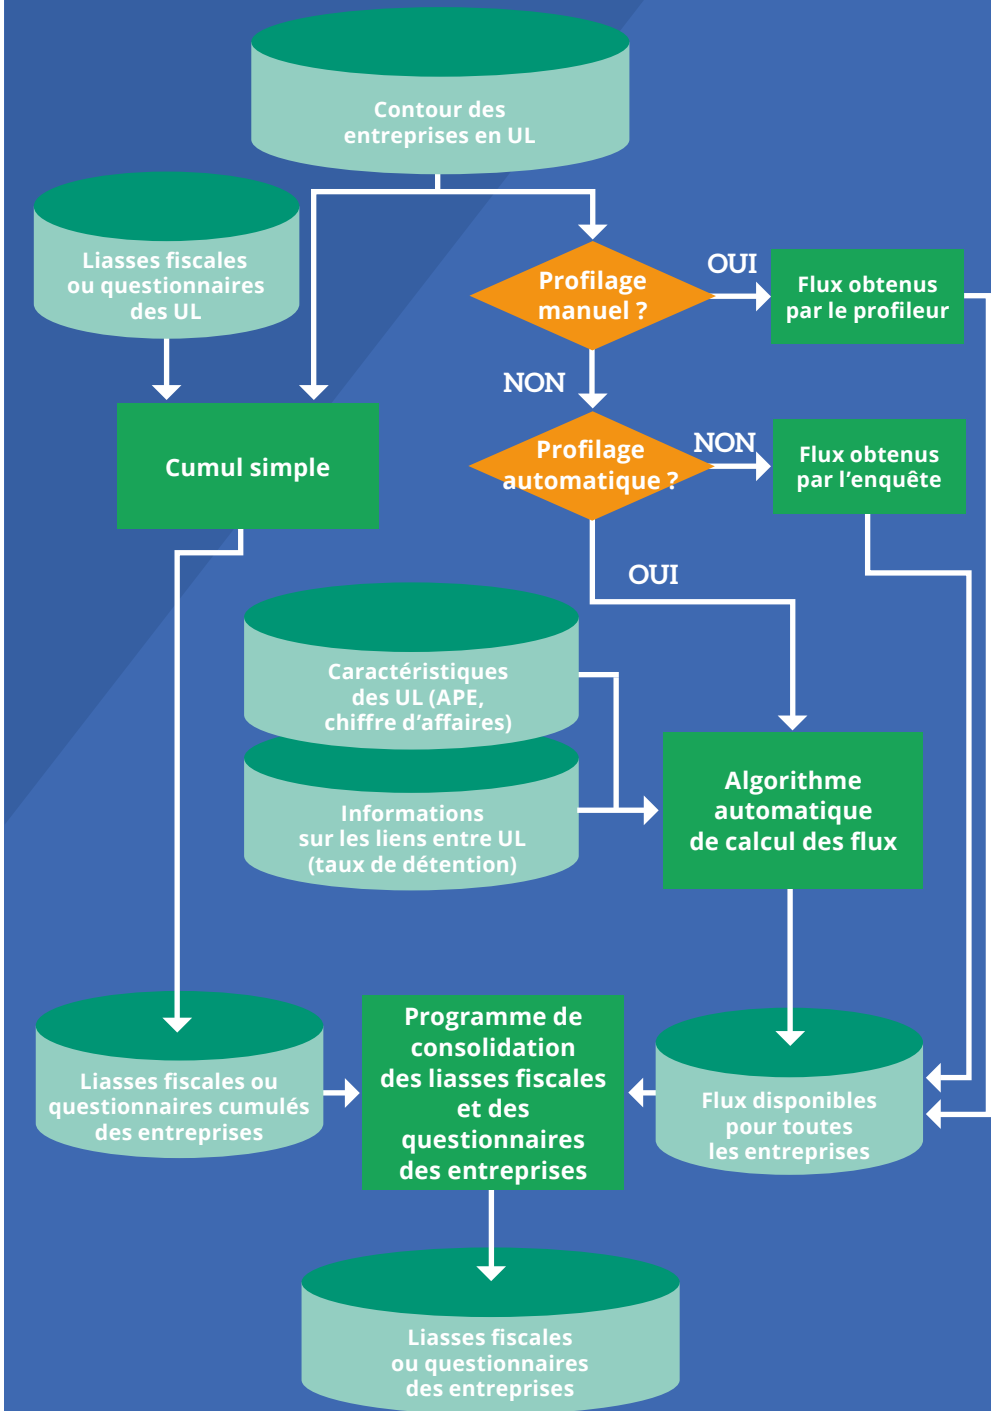 Contour des
entreprises en UL
Liasses fiscales
ou questionnaires
des UL
Profilage
manuel ?
OUI
Flux obtenus
par le profileur
NON
Cumul simple
Profilage
automatique ?
NON
Flux obtenus
par l’enquête
OUI
Caractéristiques
des UL (APE,
chiffre d’affaires)
Informations
sur les liens entre UL
(taux de détention)
Algorithme
automatique
de calcul des flux
Liasses fiscales ou
questionnaires cumulés
des entreprises
Programme de
consolidation
des liasses fiscales
et des
questionnaires
des entreprises
Flux disponibles
pour toutes
les entreprises
Liasses fiscales
ou questionnaires
des entreprises